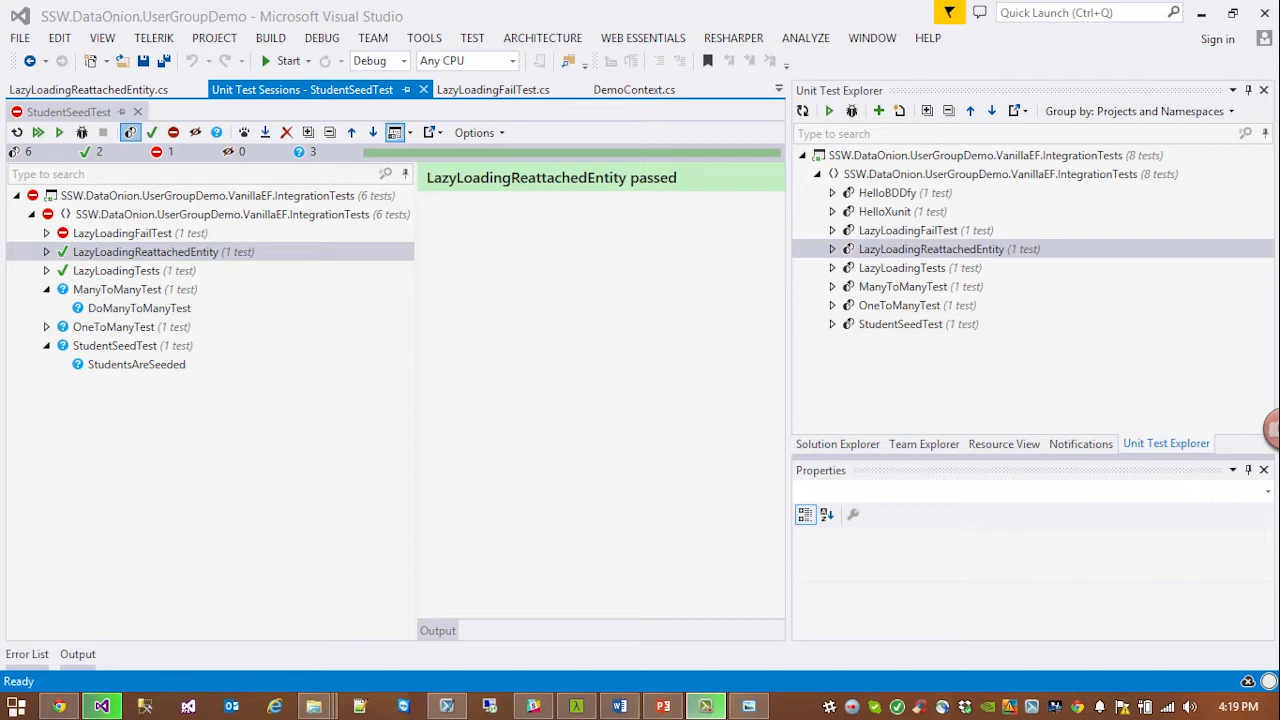 SSW.DataOnion.UserGroupDemo - Microsoft Visual Studio
Quick Launch (Ctrl+Q)
FILE EDIT VIEW TELERIK PROJECT BUILD DEBUG TEAM TOOLS TEST ARCHITECTURE WEB ESSENTIALS RESHARPER ANALYZE WINDOW HELP
Sign in
Start Debug Any CPU
LazyLoadingReattachedEntity.cs Unit Test Sessions - StudentSeedTest LazyLoadingFailTest.cs DemoContext.cs
StudentSeedTest
Options
6 2 1 0 3
Type to search
SSW.DataOnion.UserGroupDemo.VanillaEF.IntegrationTests (6 tests)
SSW.DataOnion.UserGroupDemo.VanillaEF.IntegrationTests (6 tests)
LazyLoadingFailTest (1 test)
LazyLoadingReattachedEntity (1 test)
LazyLoadingTests (1 test)
ManyToManyTest (1 test)
DoManyToManyTest
OneToManyTest (1 test)
StudentSeedTest (1 test)
StudentsAreSeeded
LazyLoadingReattachedEntity passed
Output
Unit Test Explorer
Group by: Projects and Namespaces
Type to search
SSW.DataOnion.UserGroupDemo.VanillaEF.IntegrationTests (8 tests)
SSW.DataOnion.UserGroupDemo.VanillaEF.IntegrationTests (8 tests)
HelloBDDfy (1 test)
HelloXunit (1 test)
LazyLoadingFailTest (1 test)
LazyLoadingReattachedEntity (1 test)
LazyLoadingTests (1 test)
ManyToManyTest (1 test)
OneToManyTest (1 test)
StudentSeedTest (1 test)
Solution Explorer Team Explorer Resource View Notifications Unit Test Explorer
Properties
Error List Output
Ready
4:19 PM